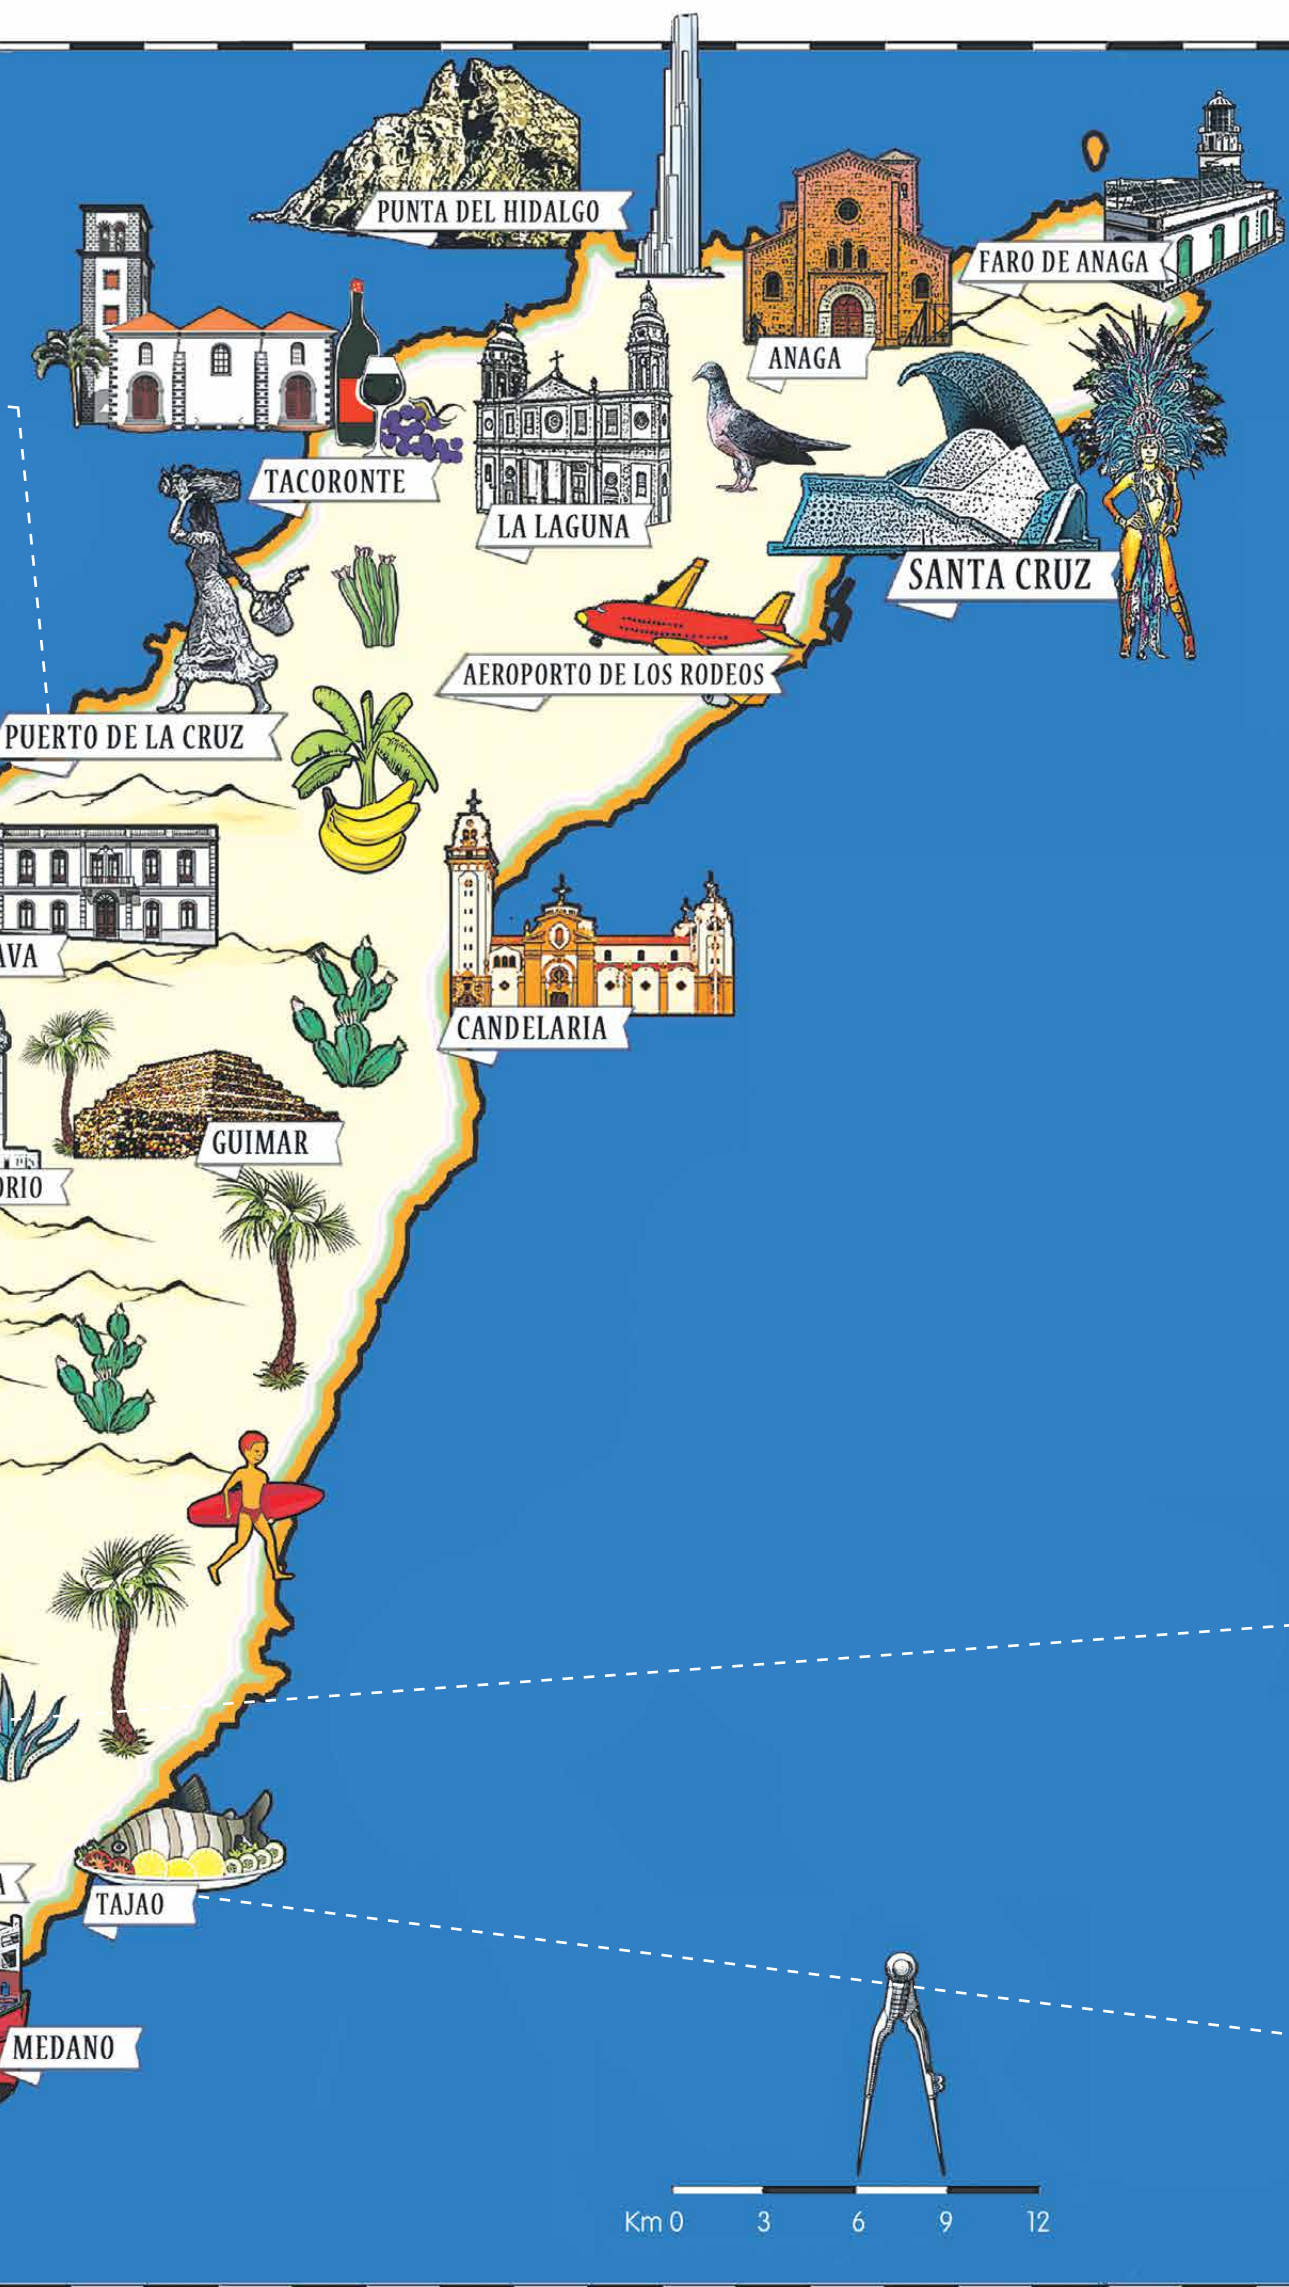 PUNTA DEL HIDALGO
FARO DE ANAGA
ANAGA
TACORONTE
LA LAGUNA
SANTA CRUZ
AEROPORTO DE LOS RODEOS
PUERTO DE LA CRUZ
AVA
CANDELARIA
GUIMAR
ORIO
A
TAJAO
MEDANO
Km 0 3 6 9 12